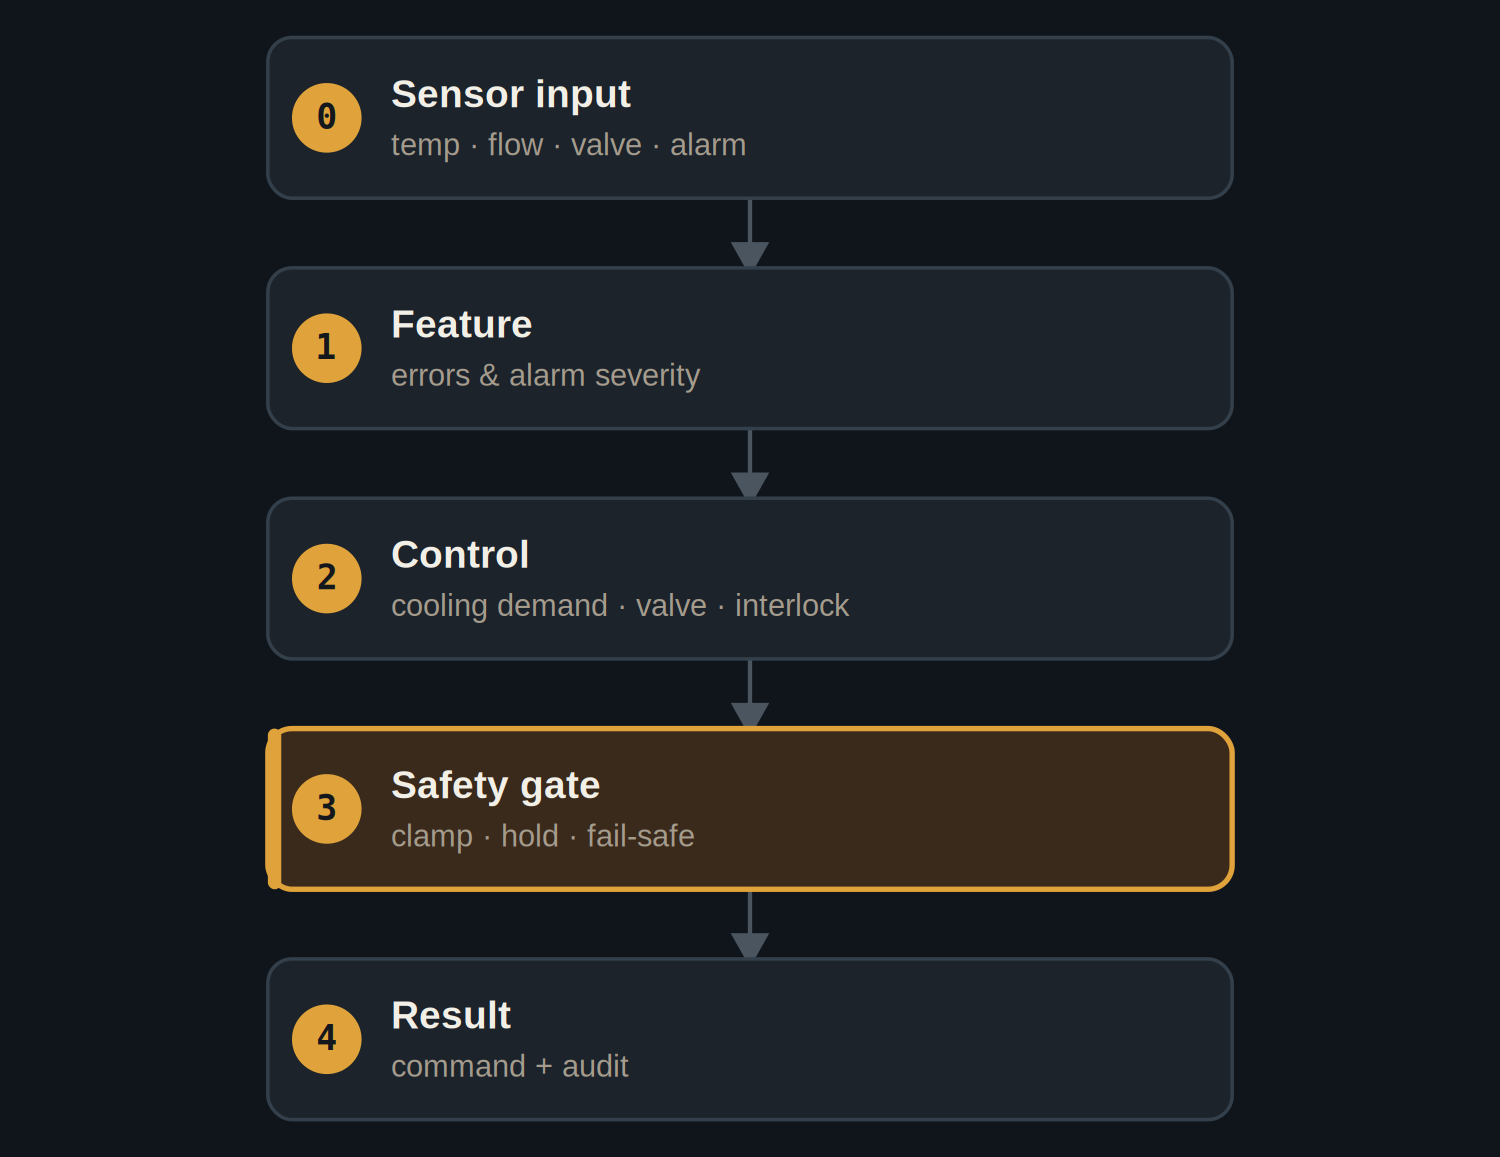 0
Sensor input
temp · flow · valve · alarm
1
Feature
errors & alarm severity
2
Control
cooling demand · valve · interlock
3
Safety gate
clamp · hold · fail-safe
4
Result
command + audit